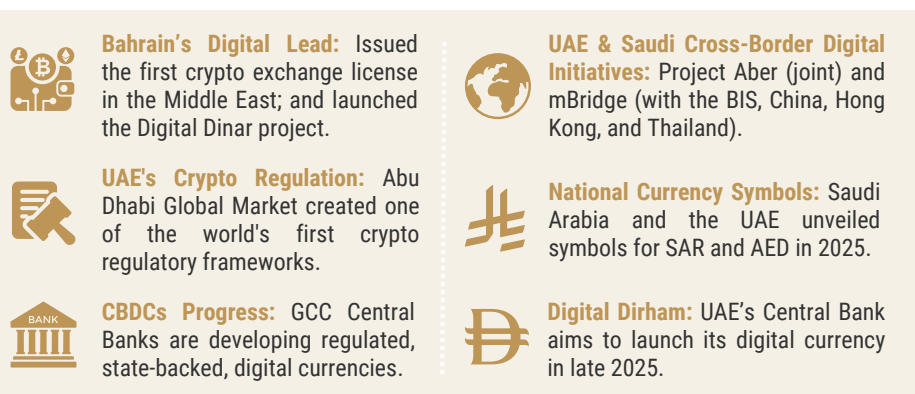 Bahrain's Digital Lead: Issued
the first crypto exchange license
in the Middle East; and launched
the Digital Dinar project.
UAE's Crypto Regulation: Abu
Dhabi Global Market created one
of the world's first crypto
regulatory frameworks.
BANK
CBDCs Progress: GCC Central
Banks are developing regulated,
state-backed, digital currencies.
UAE & Saudi Cross-Border Digital
Initiatives: Project Aber (joint) and
mBridge (with the BIS, China, Hong
Kong, and Thailand).
National Currency Symbols: Saudi
Arabia and the UAE unveiled
symbols for SAR and AED in 2025.
Digital Dirham: UAE's Central Bank
aims to launch its digital currency
in late 2025.